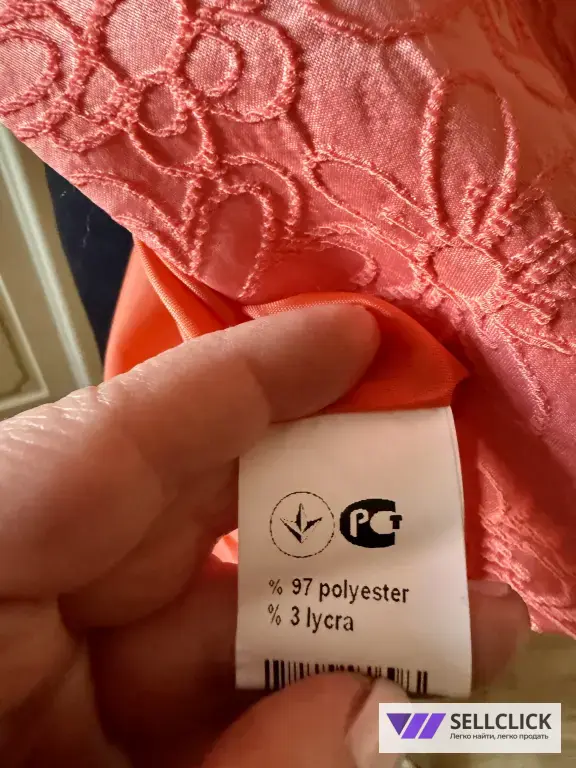 РСТ
% 97 polyester
% 3 lycra
SELLCLICK
Легко найти, легко продать